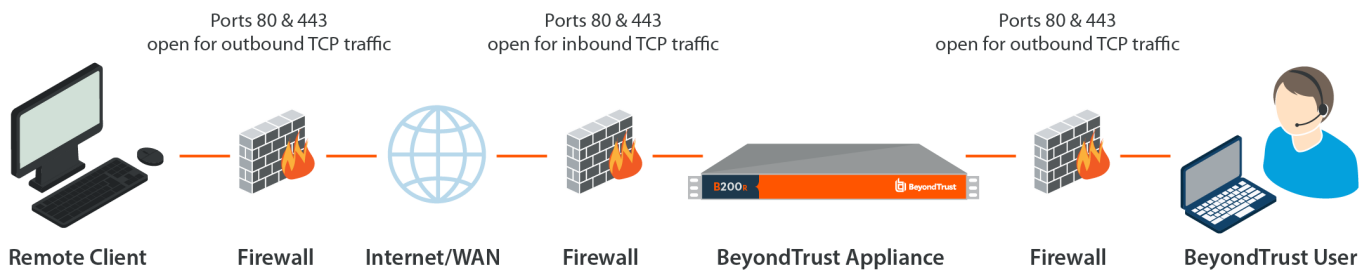 Ports 80 & 443
open for outbound TCP traffic
Ports 80 & 443
open for inbound TCP traffic
Ports 80 & 443
open for outbound TCP traffic
B200R
BeyondTrust
Remote Client
Firewall
Internet/WAN
Firewall
BeyondTrust Appliance
Firewall
BeyondTrust User